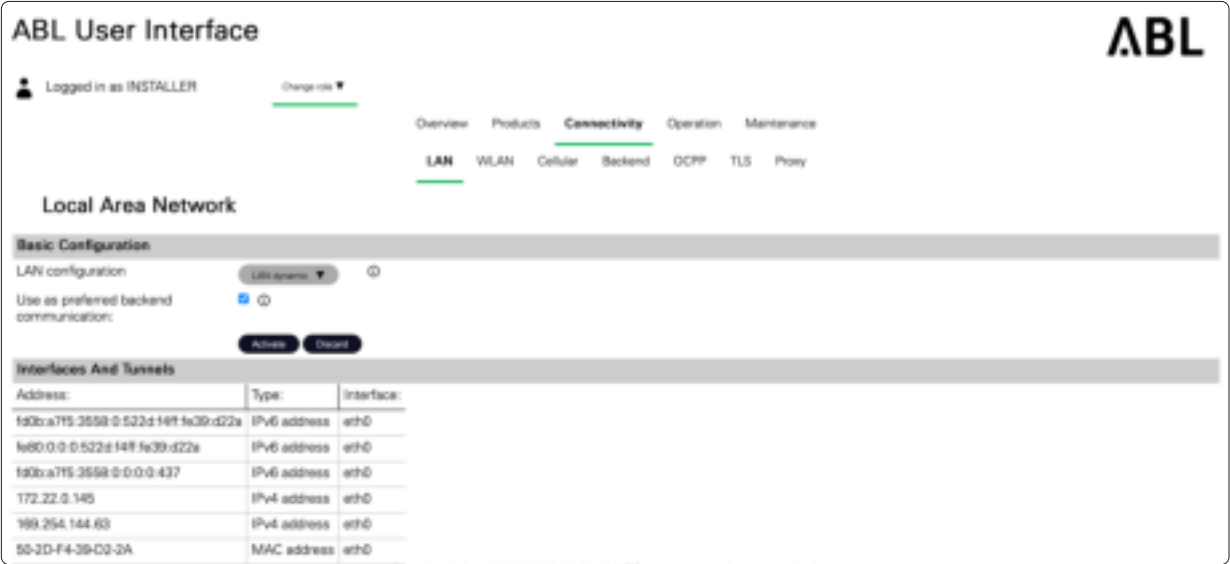 ABL User Interface
ABL
Logged in as INSTALLER
Change role ▼
Overview Products Connectivity Operation Maintenance
LAN WLAN Cellular Backend OCPP TLS Proxy
Local Area Network
Basic Configuration
LAN configuration
LAN dynamic ▼
Use as preferred backend
communication:
Activate Discard
Interfaces And Tunnels
Address: Type: Interface:
fd0b:a7f5:3558:0:522d:f4ff:fe39:d22a IPv6 address eth0
fe80:0:0:0:522d:f4ff:fe39:d22a IPv6 address eth0
fd0b:a7f5:3558:0:0:0:0:437 IPv6 address eth0
172.22.0.145 IPv4 address eth0
169.254.144.63 IPv4 address eth0
50-2D-F4-39-D2-2A MAC address eth0